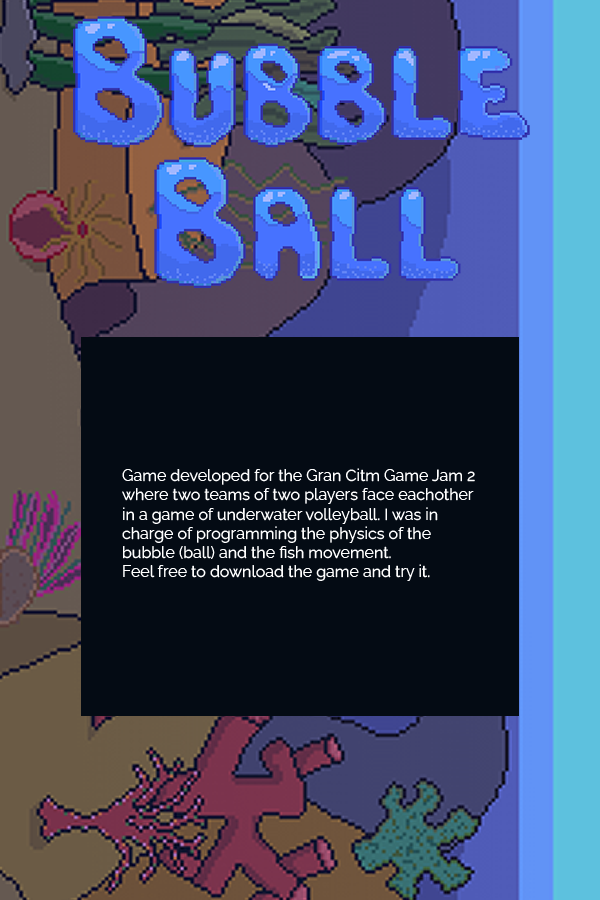 BUBBLE
BALL
Game developed for the Gran Citm Game Jam 2
where two teams of two players face eachother
in a game of underwater volleyball. I was in
charge of programming the physics of the
bubble (ball) and the fish movement.
Feel free to download the game and try it.